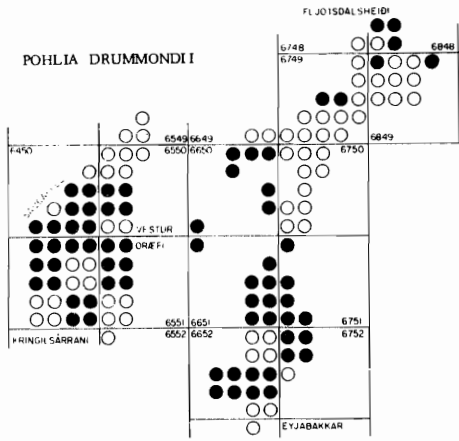 FLJOTSDALSHEIÐI
POHLIA DRUMMONDII
6748 6848
6749
6549 6649 6849
6450 6550 6650 6750
VESTUR
ÖRÆFI
6551 6651 6751
KRINGILSÁRRANI 6552 6652 6752
EYJABAKKAR